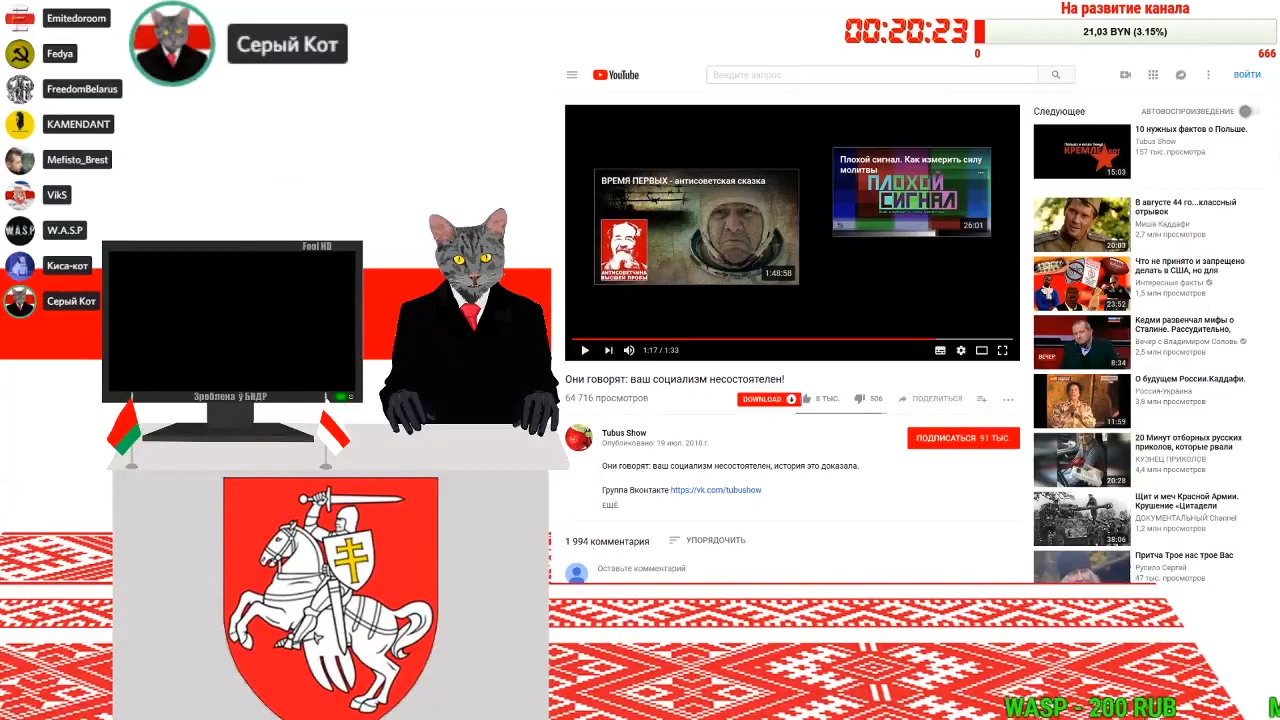 Emitedoroom
Fedya
FreedomBelarus
KAMENDANT
Mefisto_Brest
VikS
W.A.S.P
W.A.S.P
Киса-кот
Серый Кот
Серый Кот
00:20:23
На развитие канала
21,03 BYN (3.15%)
0
666
YouTube
Введите запрос
ВОЙТИ
ВРЕМЯ ПЕРВЫХ - антисоветская сказка
АНТИСОВЕТЧИНА
ВЫСШЕЙ ПРОБЫ
1:48:58
Плохой сигнал. Как измерить силу
молитвы
ПЛОХОЙ
СИГНАЛ
26:01
1:17 / 1:33
Они говорят: ваш социализм несостоятелен!
64 716 просмотров
DOWNLOAD
8 ТЫС.
506
ПОДЕЛИТЬСЯ
Tubus Show
Опубликовано: 19 июл. 2018 г.
ПОДПИСАТЬСЯ 91 ТЫС.
Они говорят: ваш социализм несостоятелен, история это доказала.
Группа Вконтакте https://vk.com/tubushow
ЕЩЁ
1 994 комментария
УПОРЯДОЧИТЬ
Оставьте комментарий
Следующее
АВТОВОСПРОИЗВЕДЕНИЕ
10 нужных фактов о Польше.
Tubus Show
157 тыс. просмотра
15:03
В августе 44 го...классный
отрывок
Миша Каддафи
2,7 млн просмотров
20:03
Что не принято и запрещено
делать в США, но для
Интересные факты
1,5 млн просмотров
23:52
Кедми развенчал мифы о
Сталине. Рассудительно,
Вечер с Владимиром Соловь
2,5 млн просмотров
ВЕЧЕР
8:34
О будущем России.Каддафи.
Россия-Украина
3,8 млн просмотров
11:59
20 Минут отборных русских
приколов, которые рвали
КУЗНЕЦ ПРИКОЛОВ
4,4 млн просмотров
20:28
Щит и меч Красной Армии.
Крушение «Цитадели
ДОКУМЕНТАЛЬНЫЙ Channel
1,2 млн просмотров
38:06
Притча Трое нас трое Вас
Русило Сергей
47 тыс. просмотров
Fool HD
Зроблена ў БНДР
WASP - 200 RUB